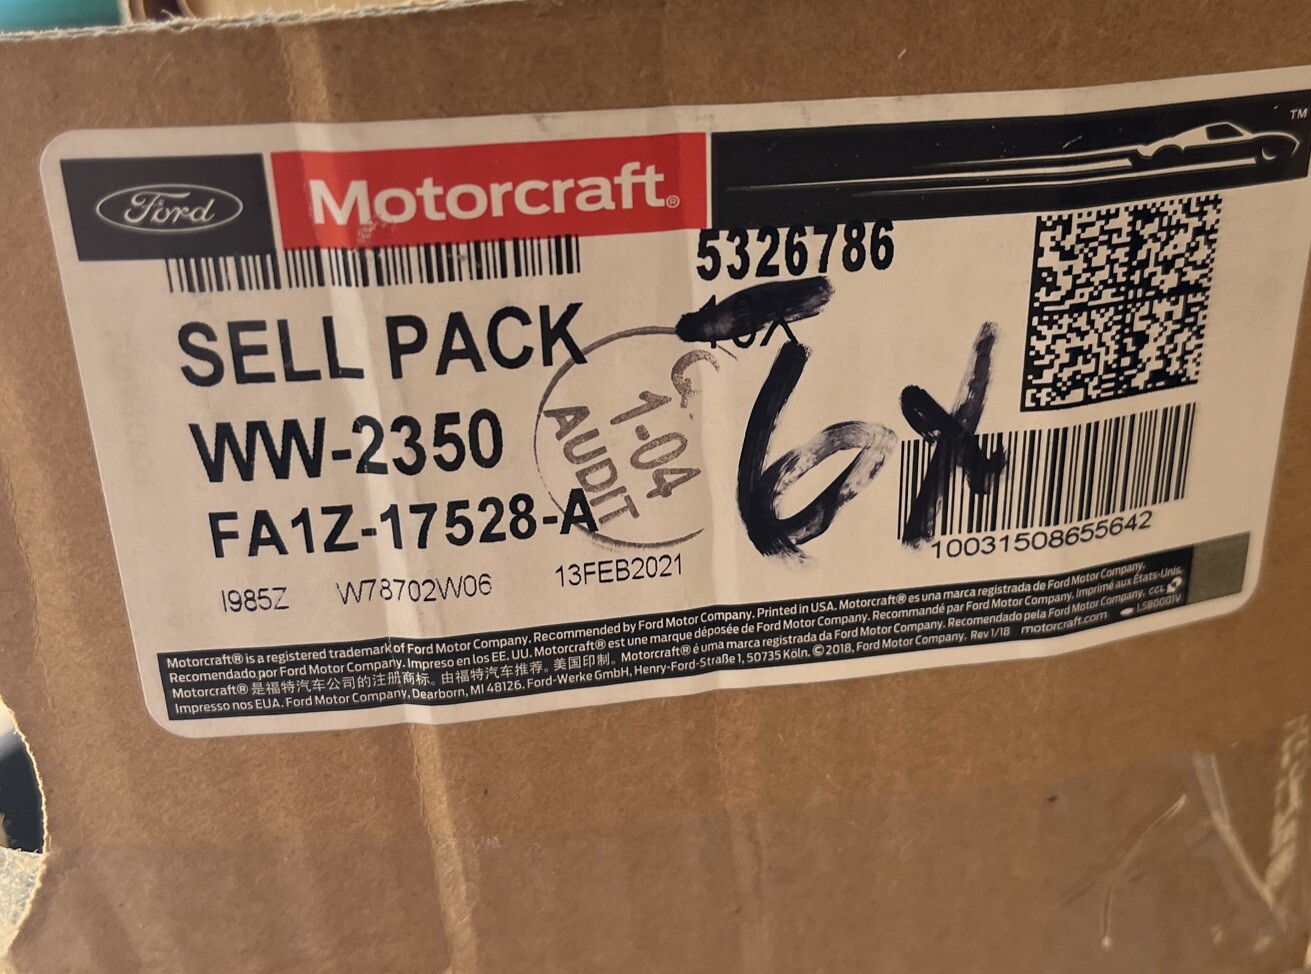 Ford
Motorcraft®
TM
5326786
SELL PACK
6X
WW-2350
1-04
AUDIT
FA1Z-17528-A
10031508655642
I985Z W78702W06 13FEB2021
Motorcraft® is a registered trademark of Ford Motor Company. Recommended by Ford Motor Company. Printed in USA. Motorcraft® es una marca registrada de Ford Motor Company.
Recomendado por Ford Motor Company. Impreso en los EE. UU. Motorcraft® est une marque déposée de Ford Motor Company. Recommandé par Ford Motor Company. Imprimé aux États-Unis.
Motorcraft® 是福特汽车公司的注册商标。由福特汽车推荐。美国印制。Motorcraft® é uma marca registrada da Ford Motor Company. Recomendado pela Ford Motor Company. CCL
Impresso nos EUA. Ford Motor Company, Dearborn, MI 48126. Ford-Werke GmbH, Henry-Ford-Straße 1, 50735 Köln. © 2018, Ford Motor Company. Rev 1/18 motorcraft.com LSB0001V